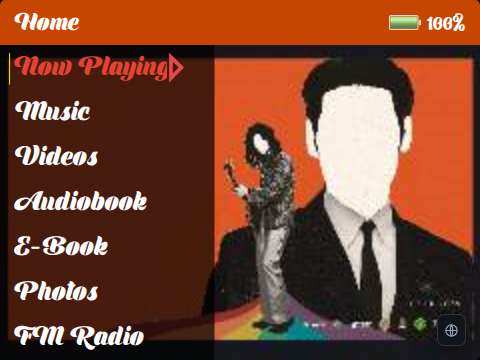 Home
100%
Now Playing
Music
Videos
Audiobook
E-Book
Photos
FM Radio